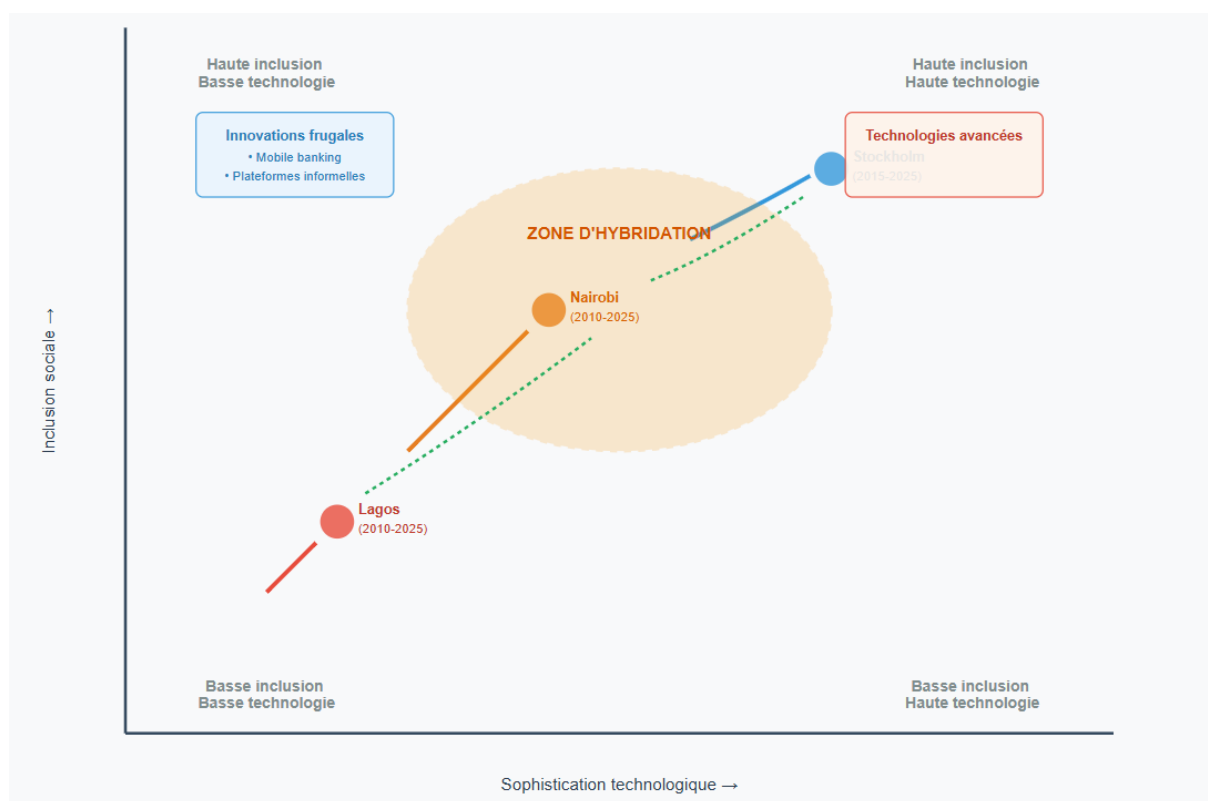 Haute inclusion
Basse technologie
Haute inclusion
Haute technologie
Innovations frugales
• Mobile banking
• Plateformes informelles
Technologies avancées
Stockholm
(2015-2025)
ZONE D'HYBRIDATION
Nairobi
(2010-2025)
Inclusion sociale →
Lagos
(2010-2025)
Basse inclusion
Basse technologie
Basse inclusion
Haute technologie
Sophistication technologique →